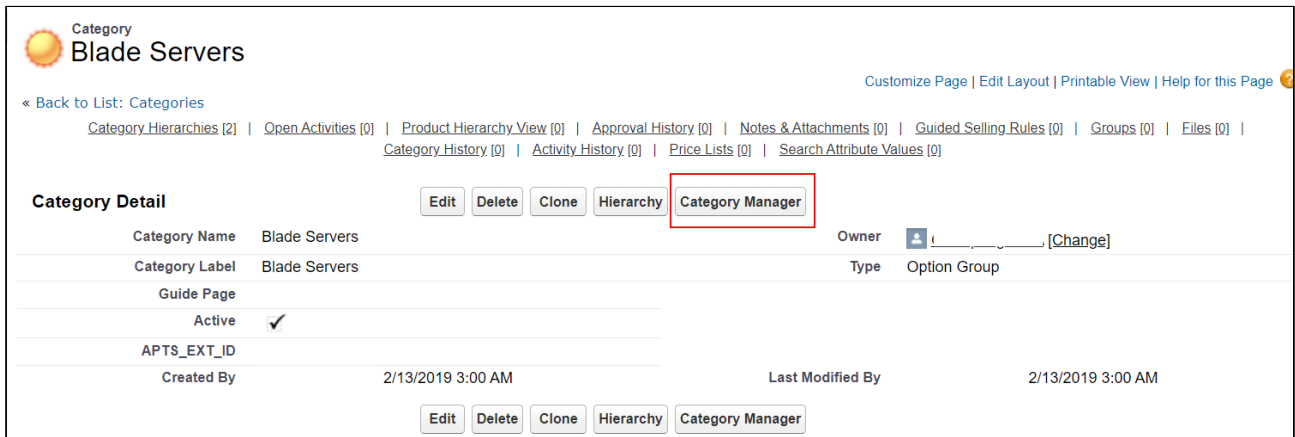 Category
Blade Servers
Customize Page | Edit Layout | Printable View | Help for this Page
« Back to List: Categories
Category Hierarchies [2] | Open Activities [0] | Product Hierarchy View [0] | Approval History [0] | Notes & Attachments [0] | Guided Selling Rules [0] | Groups [0] | Files [0] |
Category History [0] | Activity History [0] | Price Lists [0] | Search Attribute Values [0]
Category Detail Edit Delete Clone Hierarchy Category Manager
Category Name Blade Servers Owner [Change]
Category Label Blade Servers Type Option Group
Guide Page
Active
APTS_EXT_ID
Created By 2/13/2019 3:00 AM Last Modified By 2/13/2019 3:00 AM
Edit Delete Clone Hierarchy Category Manager